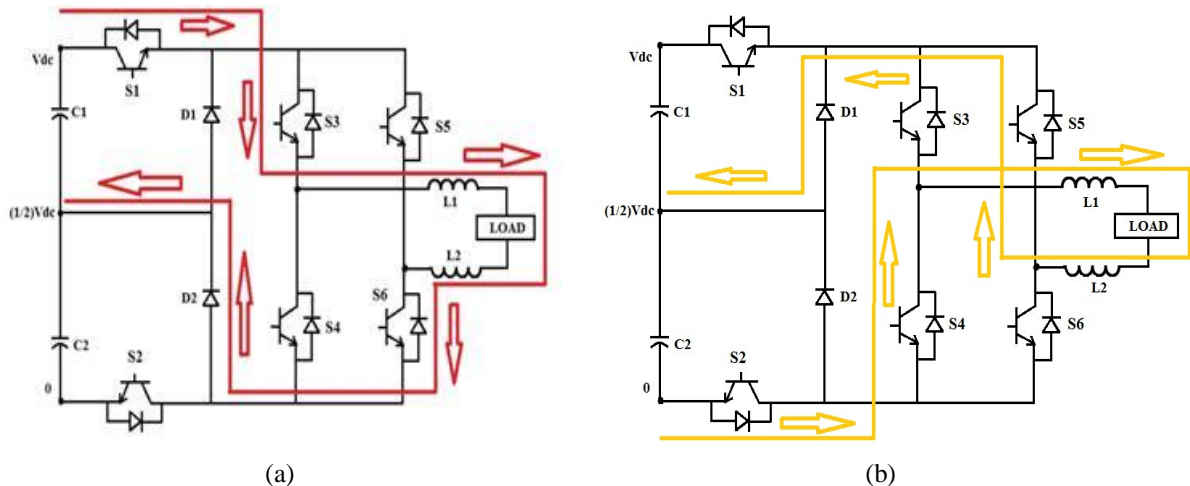 Vdc
S1
C1
D1
S3
S5
(1/2)Vdc
L1
LOAD
L2
D2
S4
S6
C2
S2
0
(a)
Vdc
S1
C1
D1
S3
S5
(1/2)Vdc
L1
LOAD
L2
D2
S4
S6
C2
S2
0
(b)